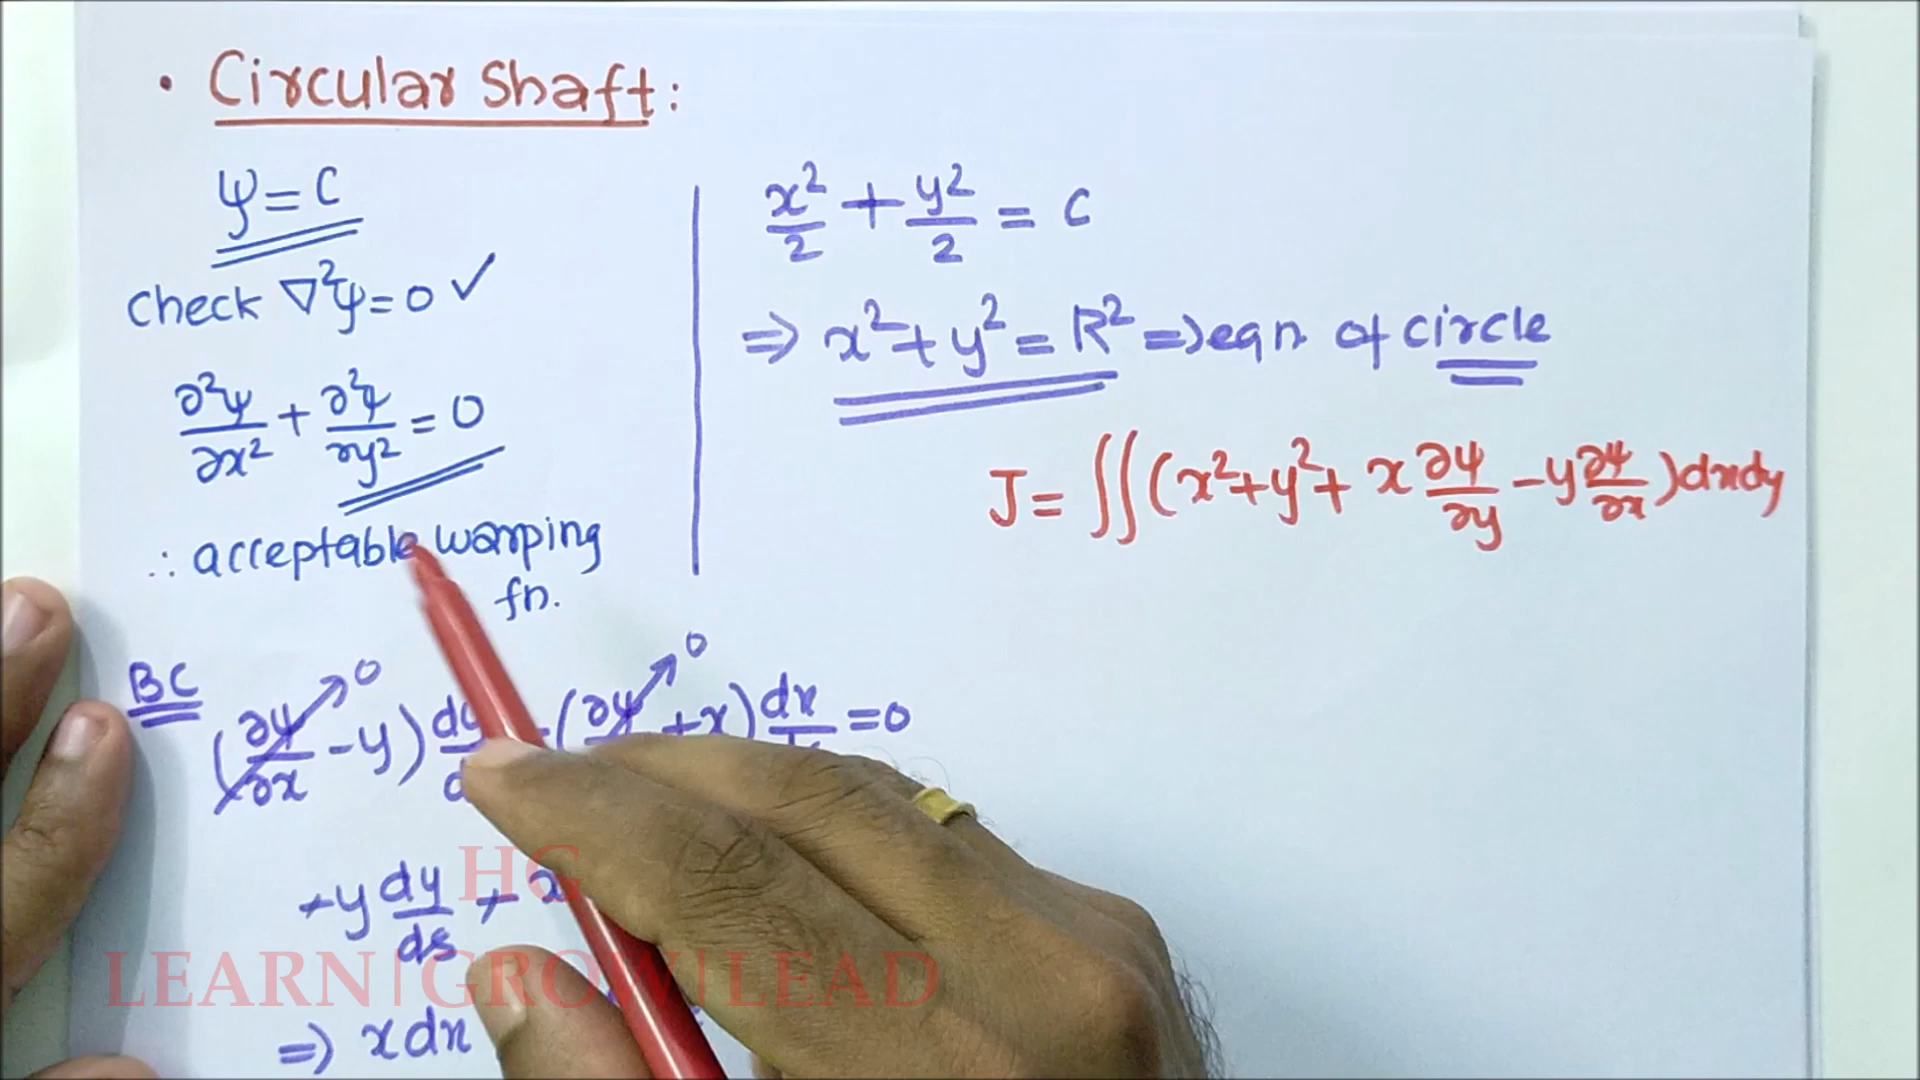 • Circular Shaft:
ψ = C
Check ∇²ψ = 0 ✓
∂²ψ/∂x² + ∂²ψ/∂y² = 0
∴ acceptable warping
fn.
BC
(∂ψ/∂x - y) dy (∂ψ + x) dx = 0
0
0
-y dy/ds + x
⇒ x dx
x²/2 + y²/2 = C
⇒ x² + y² = R² ⇒ eqn. of circle
J = ∬(x² + y² + x ∂ψ/∂y - y ∂ψ/∂x) dxdy
HG
LEARN|GROW|LEAD